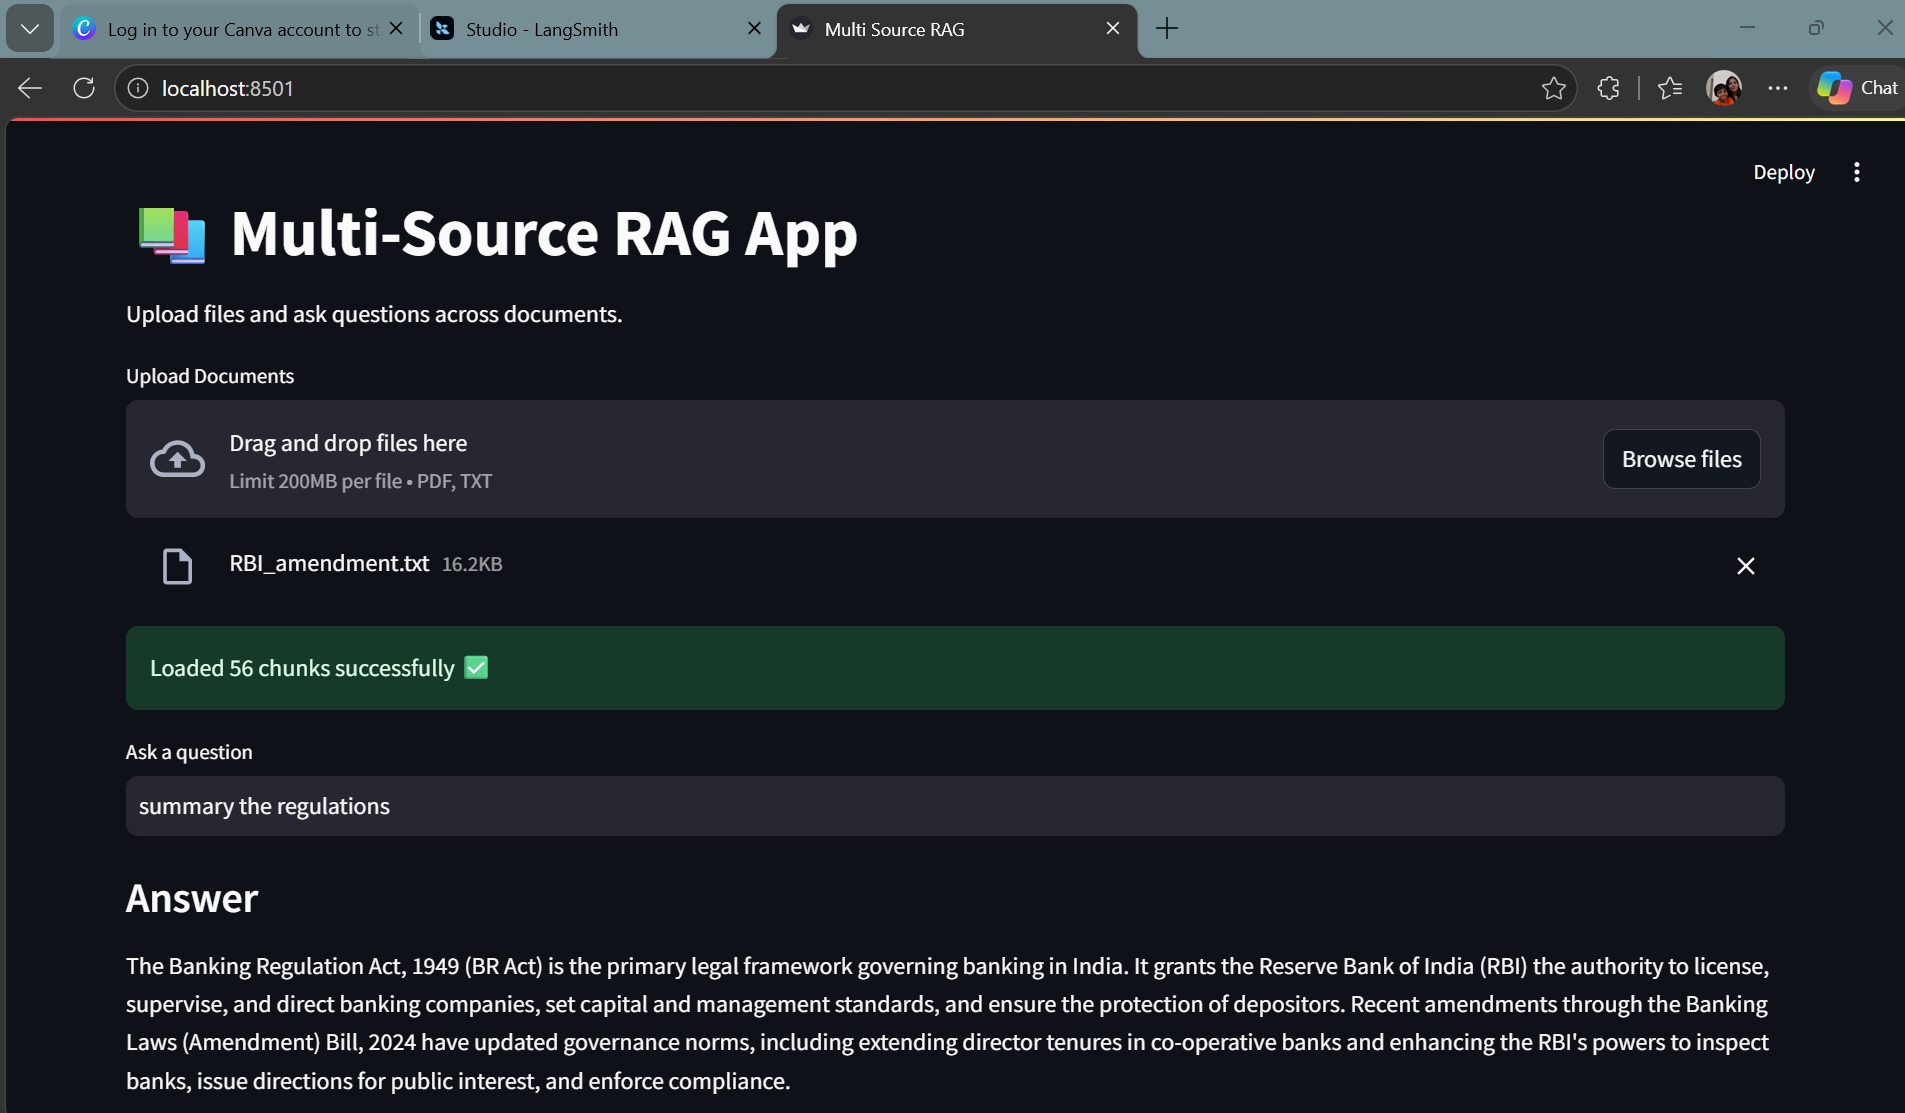 Log in to your Canva account to st
Studio - LangSmith
Multi Source RAG
localhost:8501
Chat
Deploy
Multi-Source RAG App
Upload files and ask questions across documents.
Upload Documents
Drag and drop files here
Limit 200MB per file • PDF, TXT
Browse files
RBI_amendment.txt 16.2KB
Loaded 56 chunks successfully ✅
Ask a question
summary the regulations
Answer
The Banking Regulation Act, 1949 (BR Act) is the primary legal framework governing banking in India. It grants the Reserve Bank of India (RBI) the authority to license,
supervise, and direct banking companies, set capital and management standards, and ensure the protection of depositors. Recent amendments through the Banking
Laws (Amendment) Bill, 2024 have updated governance norms, including extending director tenures in co-operative banks and enhancing the RBI's powers to inspect
banks, issue directions for public interest, and enforce compliance.